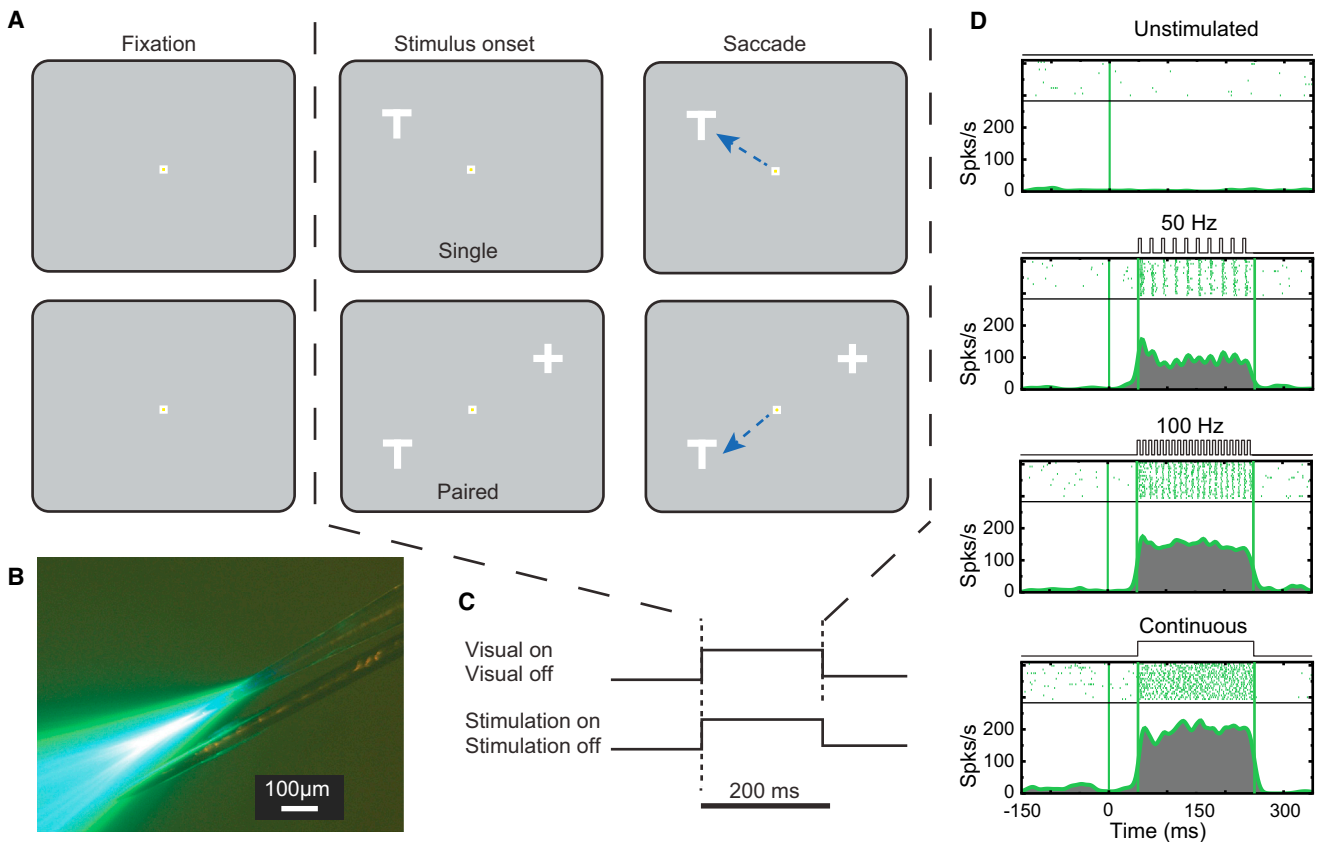 A
Fixation
Stimulus onset
Saccade
T
T
Single
T
T
Paired
B
100µm
C
Visual on
Visual off
Stimulation on
Stimulation off
200 ms
D
Unstimulated
Spks/s
200
100
0
50 Hz
Spks/s
200
100
0
100 Hz
Spks/s
200
100
0
Continuous
Spks/s
200
100
0
-150 0 150 300
Time (ms)